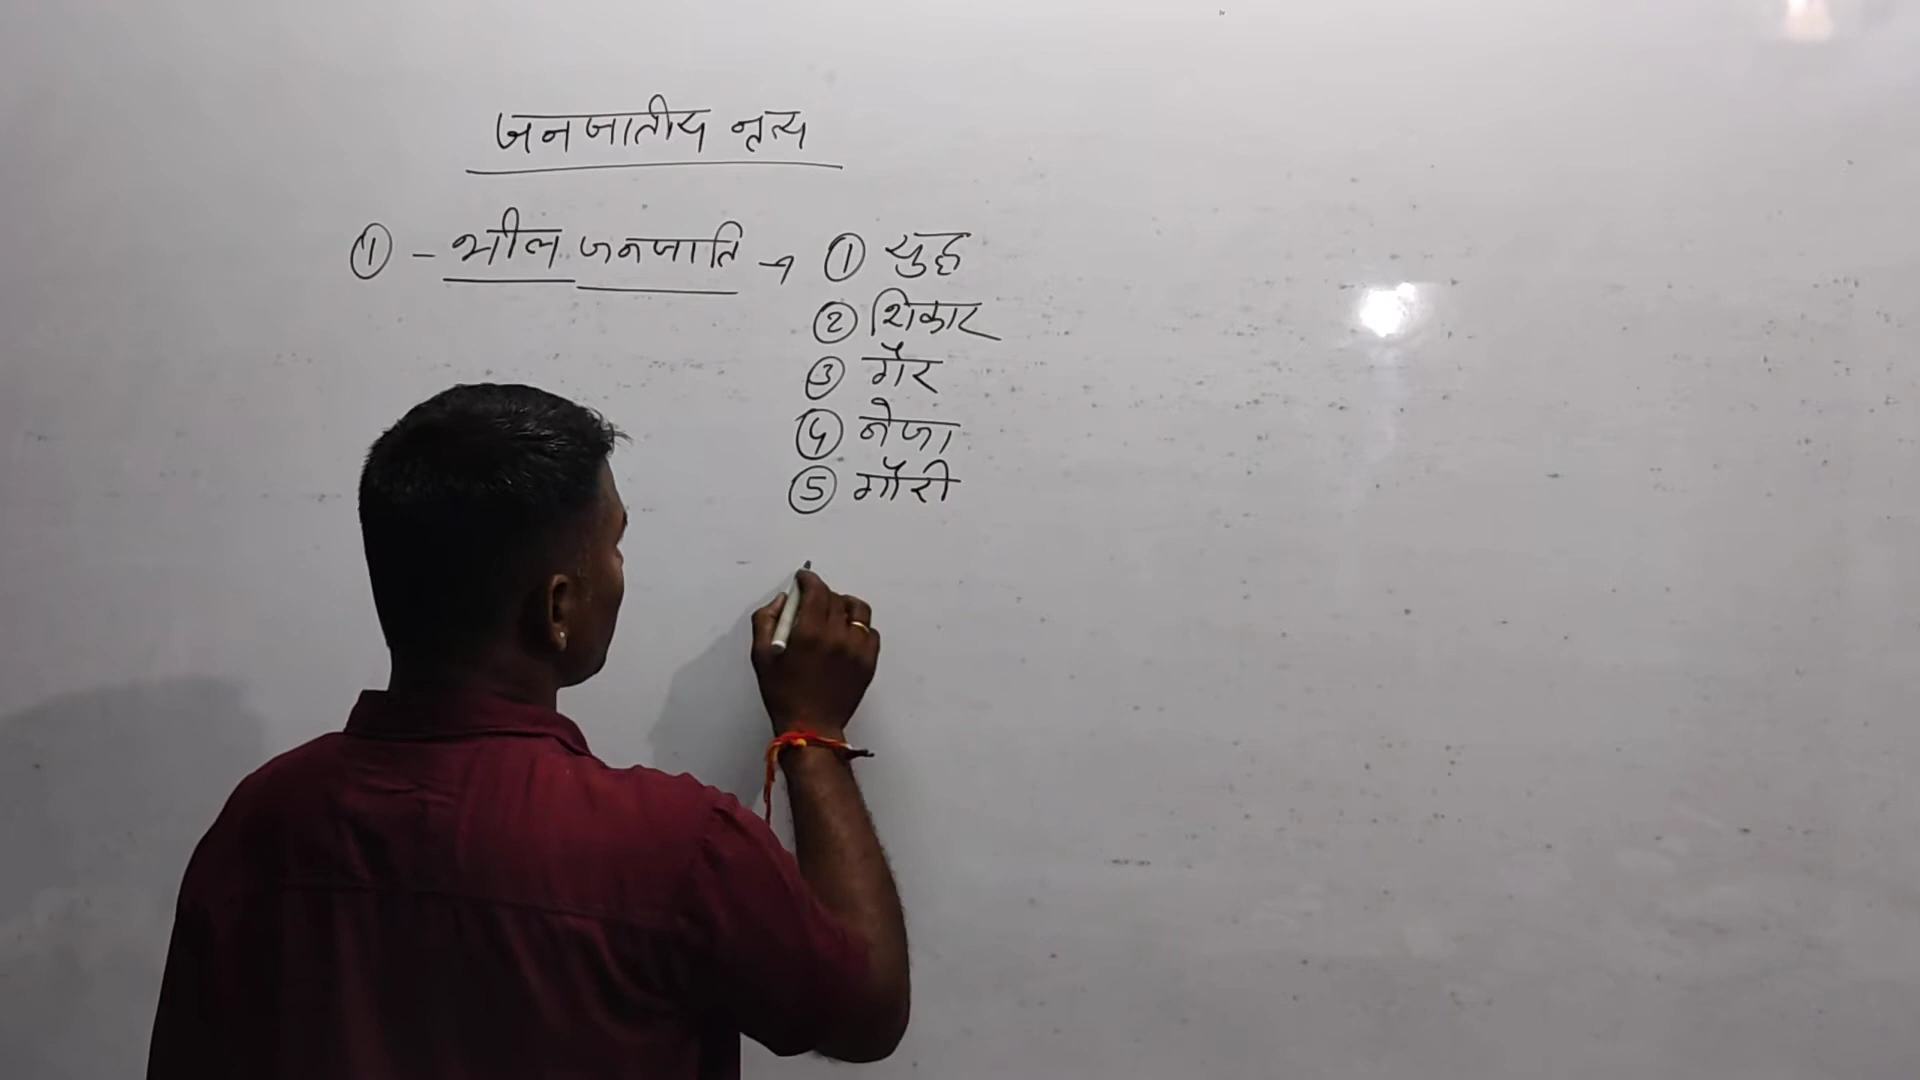 जनजातीय नृत्य
① - भील जनजाति → ① युद्ध
② शिकार
③ गैर
④ नेजा
⑤ गौरी